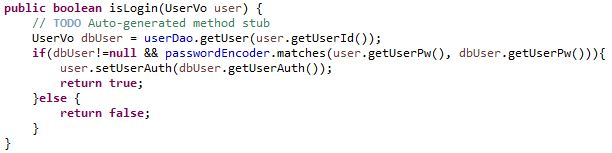 public boolean isLogin(UserVo user) {
    // TODO Auto-generated method stub
    UserVo dbUser = userDao.getUser(user.getUserId());
    if(dbUser!=null && passwordEncoder.matches(user.getUserPw(), dbUser.getUserPw())){
        user.setUserAuth(dbUser.getUserAuth());
        return true;
    }else {
        return false;
    }
}